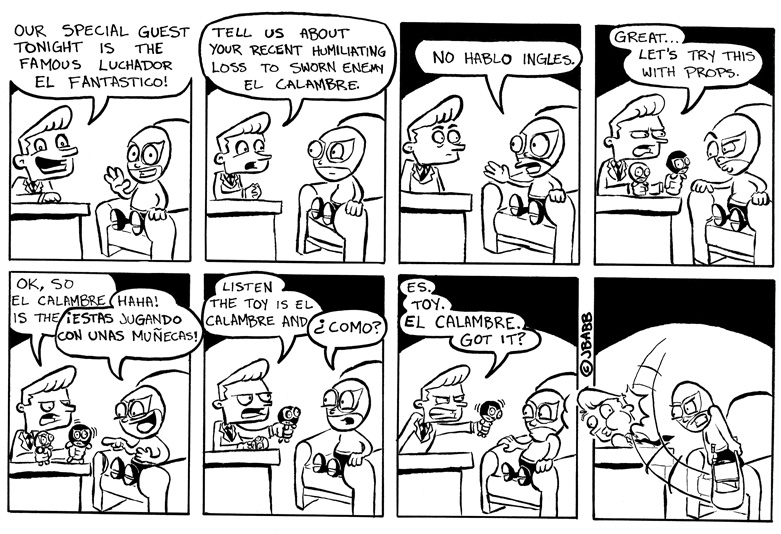 OUR SPECIAL GUEST
TONIGHT IS THE
FAMOUS LUCHADOR
EL FANTASTICO!
TELL US ABOUT
YOUR RECENT HUMILIATING
LOSS TO SWORN ENEMY
EL CALAMBRE.
NO HABLO INGLES.
GREAT...
LET'S TRY THIS
WITH PROPS.
OK, SO
EL CALAMBRE
IS THE
HAHA!
¡ESTAS JUGANDO
CON UNAS MUÑECAS!
LISTEN
THE TOY IS EL
CALAMBRE AND
¿COMO?
ES.
TOY.
EL CALAMBRE.
GOT IT?
©JBABB